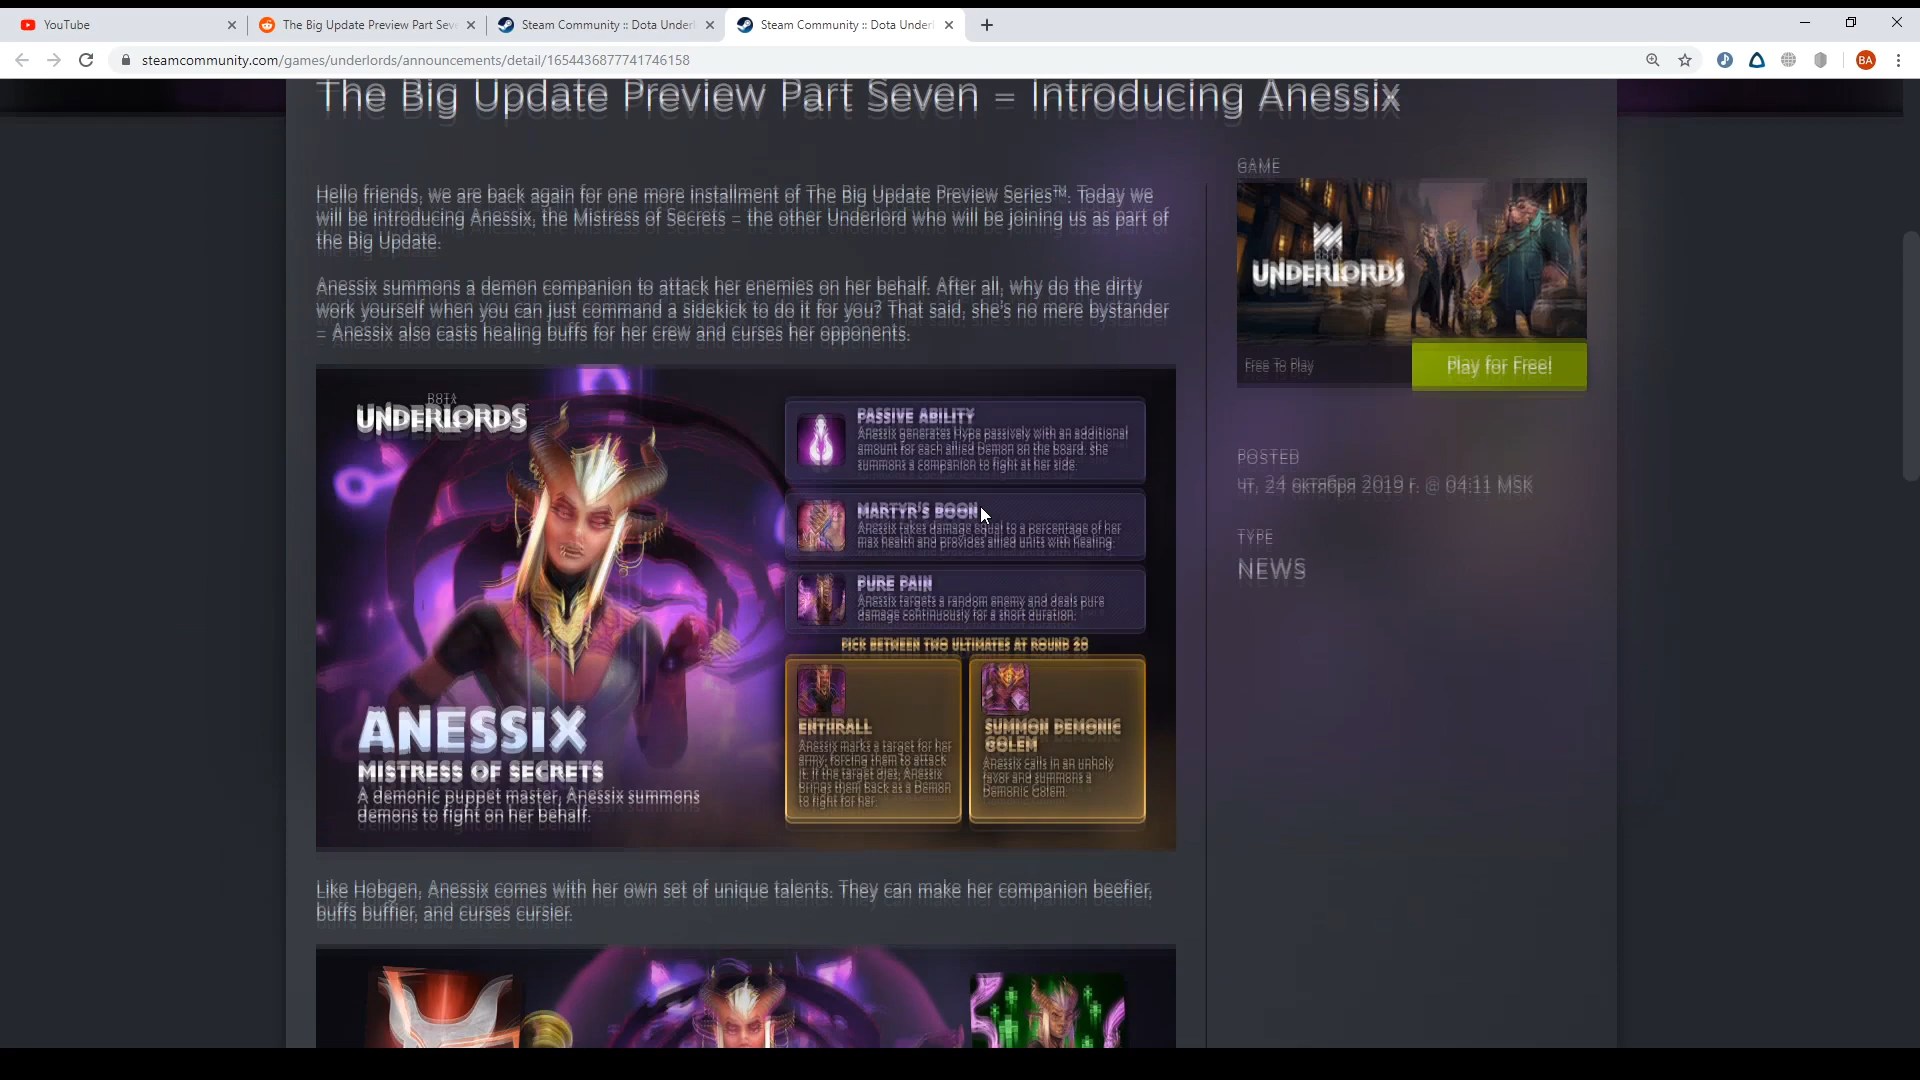 YouTube
The Big Update Preview Part Sev
Steam Community :: Dota Underl
Steam Community :: Dota Underl
steamcommunity.com/games/underlords/announcements/detail/1654436877741746158
BA
The Big Update Preview Part Seven – Introducing Anessix
Hello friends, we are back again for one more installment of The Big Update Preview Series™. Today we
will be introducing Anessix, the Mistress of Secrets – the other Underlord who will be joining us as part of
the Big Update.
Anessix summons a demon companion to attack her enemies on her behalf. After all, why do the dirty
work yourself when you can just command a sidekick to do it for you? That said, she's no mere bystander
– Anessix also casts healing buffs for her crew and curses her opponents.
DOTA
UNDERLORDS
PASSIVE ABILITY
Anessix generates Hype passively with an additional
amount for each allied Demon on the board. She
summons a companion to fight at her side.
MARTYR'S BOON
Anessix takes damage equal to a percentage of her
max health and provides allied units with healing.
PURE PAIN
Anessix targets a random enemy and deals pure
damage continuously for a short duration.
PICK BETWEEN TWO ULTIMATES AT ROUND 20
ENTHRALL
Anessix marks a target for her
army, forcing them to attack
it. If the target dies, Anessix
brings them back as a Demon
to fight for her.
SUMMON DEMONIC
GOLEM
Anessix calls in an unholy
favor and summons a
Demonic Golem.
ANESSIX
MISTRESS OF SECRETS
A demonic puppet master, Anessix summons
demons to fight on her behalf.
Like Hobgen, Anessix comes with her own set of unique talents. They can make her companion beefier,
buffs buffier, and curses cursier.
GAME
UNDERLORDS
Free To Play
Play for Free!
POSTED
чт, 24 октября 2019 г. @ 04:11 MSK
TYPE
NEWS